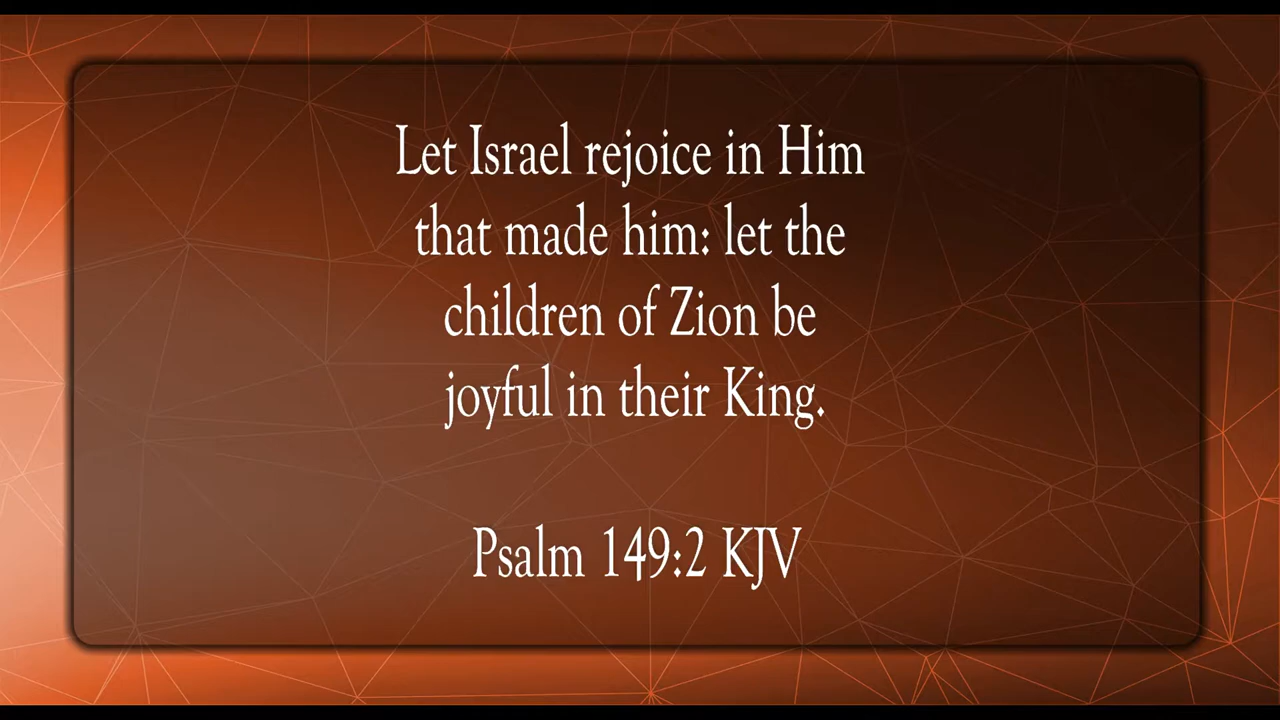 Let Israel rejoice in Him
that made him: let the
children of Zion be
joyful in their King.
Psalm 149:2 KJV